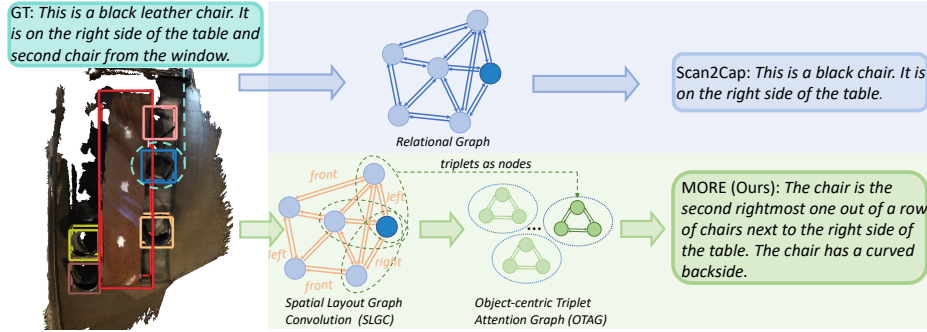 GT: This is a black leather chair. It
is on the right side of the table and
second chair from the window.
Relational Graph
Scan2Cap: This is a black chair. It is
on the right side of the table.
triplets as nodes
front
left
left
right
front
Spatial Layout Graph
Convolution (SLGC)
...
Object-centric Triplet
Attention Graph (OTAG)
MORE (Ours): The chair is the
second rightmost one out of a row
of chairs next to the right side of
the table. The chair has a curved
backside.